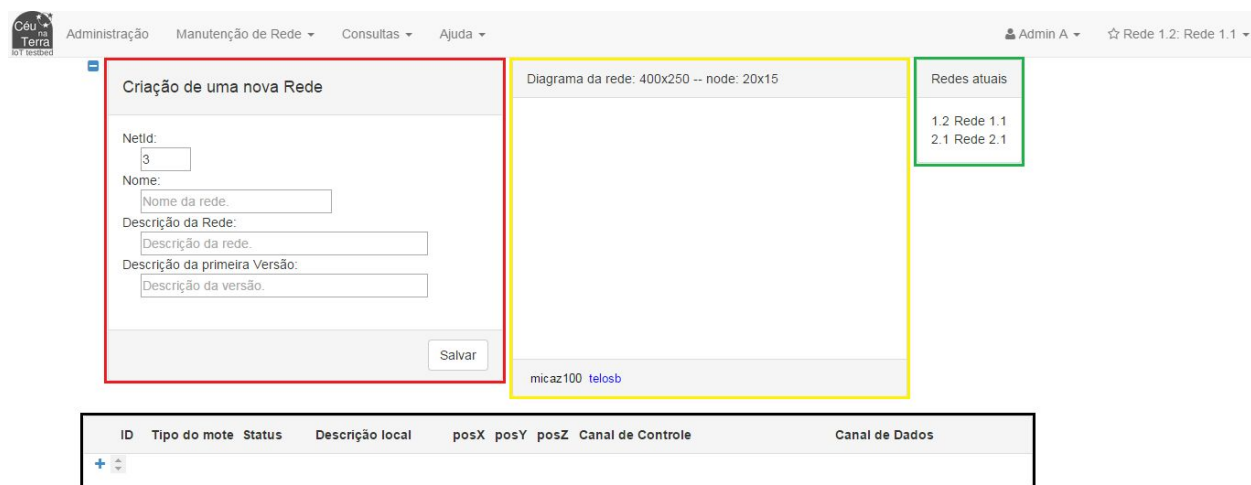 Céu
na
Terra
IoT testbed
Administração Manutenção de Rede Consultas Ajuda Admin A Rede 1.2: Rede 1.1
Criação de uma nova Rede
NetId:
3
Nome:
Nome da rede.
Descrição da Rede:
Descrição da rede.
Descrição da primeira Versão:
Descrição da versão.
Salvar
Diagrama da rede: 400x250 -- node: 20x15
micaz100 telosb
Redes atuais
1.2 Rede 1.1
2.1 Rede 2.1
ID Tipo do mote Status Descrição local posX posY posZ Canal de Controle Canal de Dados